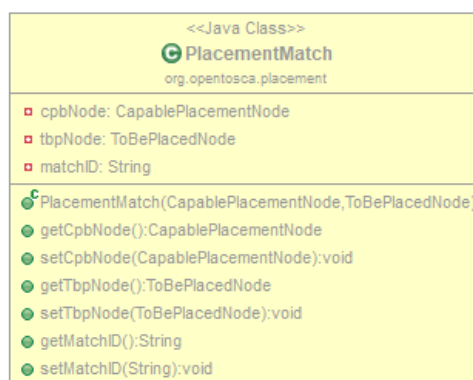 <<Java Class>>
PlacementMatch
org.opentosca.placement
cpbNode: CapablePlacementNode
tbpNode: ToBePlacedNode
matchID: String
PlacementMatch(CapablePlacementNode,ToBePlacedNode)
getCpbNode():CapablePlacementNode
setCpbNode(CapablePlacementNode):void
getTbpNode():ToBePlacedNode
setTbpNode(ToBePlacedNode):void
getMatchID():String
setMatchID(String):void